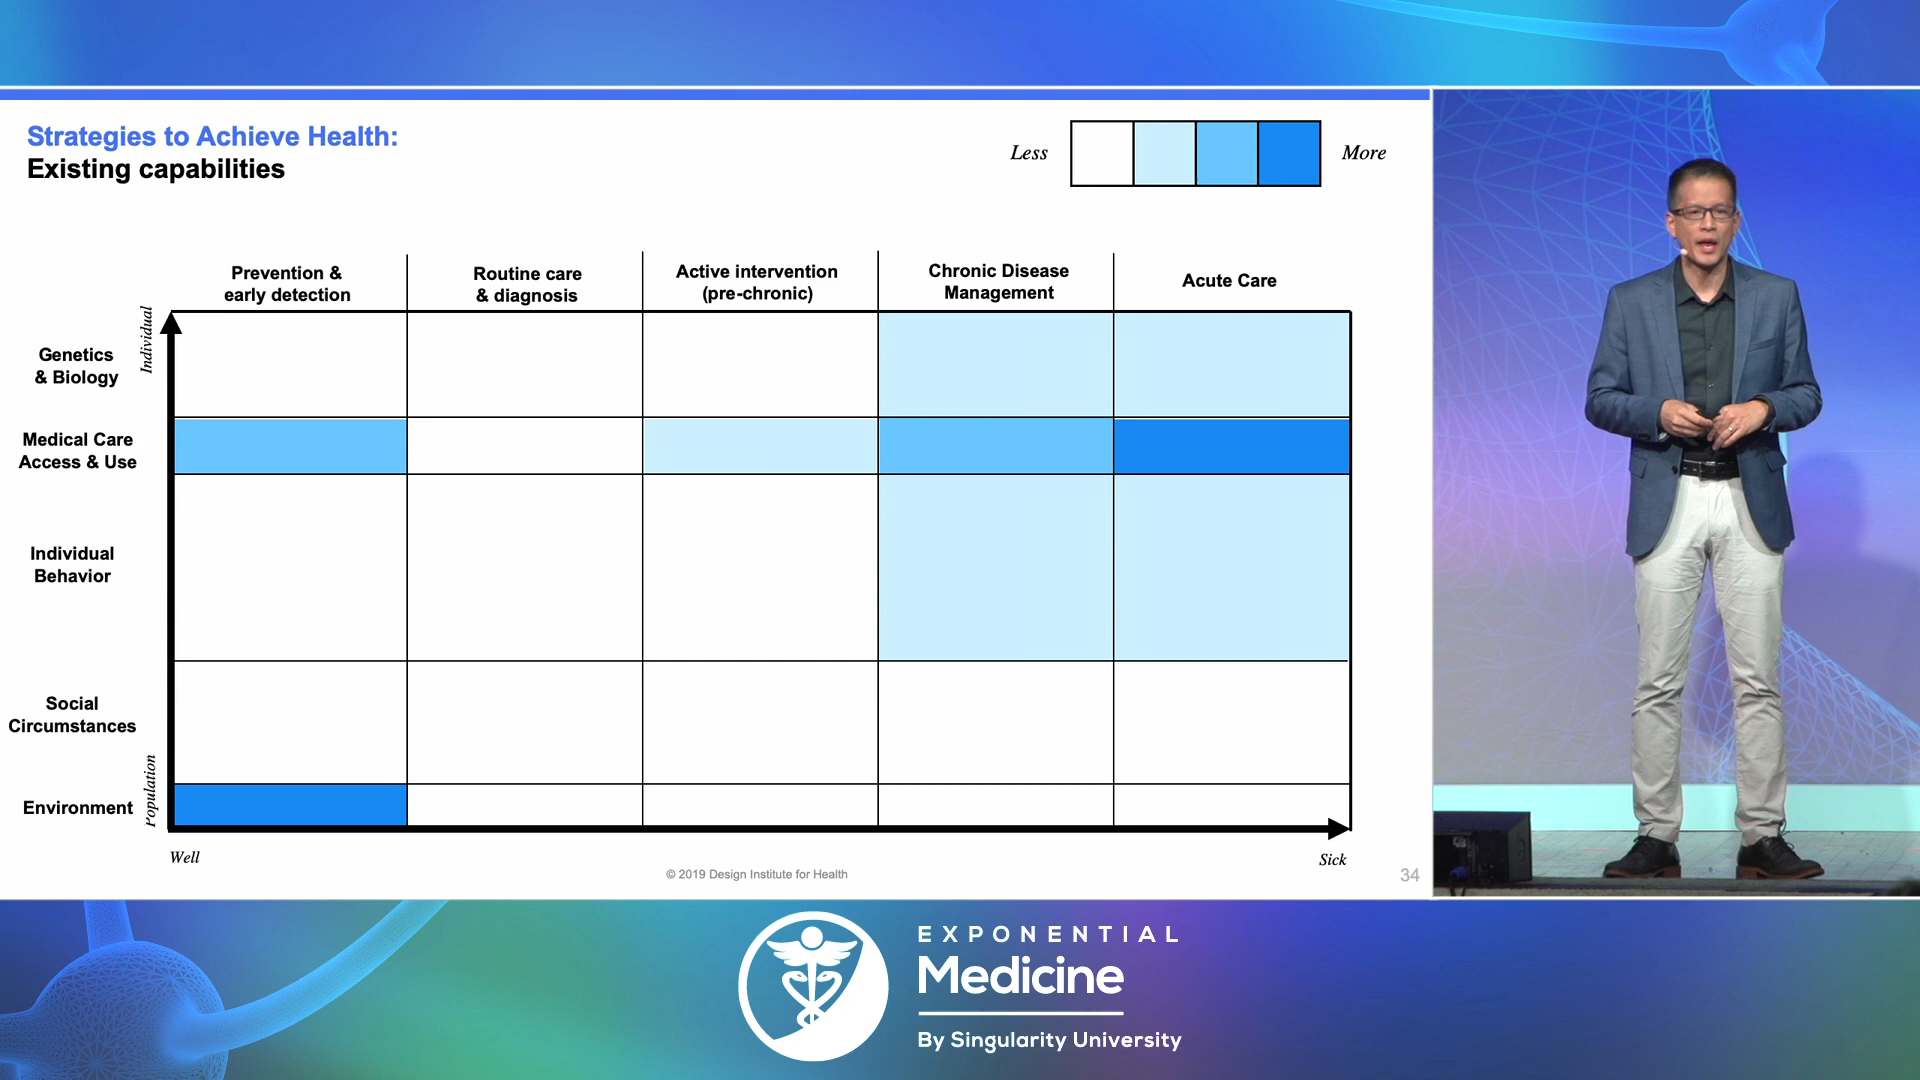 Strategies to Achieve Health:
Existing capabilities
Less
More
Prevention &
early detection
Routine care
& diagnosis
Active intervention
(pre-chronic)
Chronic Disease
Management
Acute Care
Individual
Genetics
& Biology
Medical Care
Access & Use
Individual
Behavior
Social
Circumstances
Population
Environment
Well
Sick
© 2019 Design Institute for Health
34
EXPONENTIAL
Medicine
By Singularity University